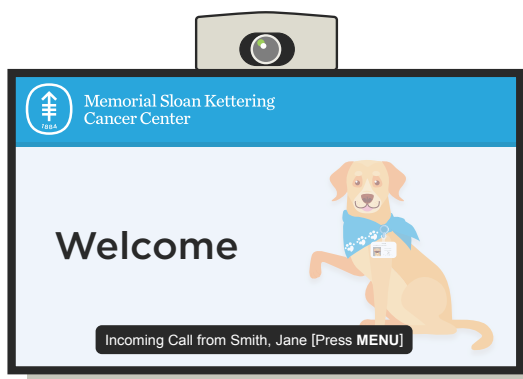 Memorial Sloan Kettering
Cancer Center
1884
Welcome
Incoming Call from Smith, Jane [Press MENU]